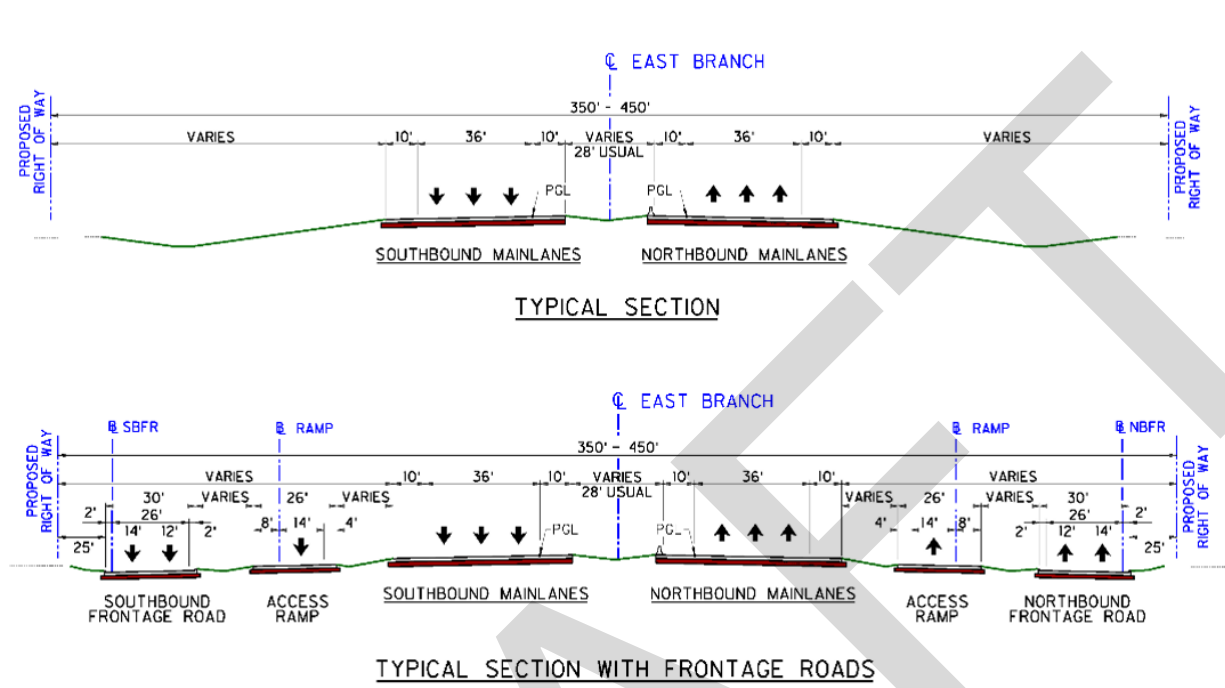 ℄ EAST BRANCH
350' - 450'
PROPOSED
RIGHT OF WAY
VARIES 10' 36' 10' VARIES 10' 36' 10' VARIES
28' USUAL
PROPOSED
RIGHT OF WAY
PGL PGL
SOUTHBOUND MAINLANES NORTHBOUND MAINLANES
TYPICAL SECTION
℄ EAST BRANCH
SBFR RAMP RAMP NBFR
350' - 450'
PROPOSED
RIGHT OF WAY
VARIES 10' 36' 10' VARIES 10' 36' 10' VARIES
28' USUAL
30' VARIES 26' VARIES VARIES 26' VARIES 30'
2' 26' 26' 2'
14' 12' 2' 8' 14' 4' 4' 14' 8' 2' 12' 14'
25' 25'
PROPOSED
RIGHT OF WAY
PGL PGL
SOUTHBOUND MAINLANES NORTHBOUND MAINLANES
SOUTHBOUND
FRONTAGE ROAD
ACCESS
RAMP
ACCESS
RAMP
NORTHBOUND
FRONTAGE ROAD
TYPICAL SECTION WITH FRONTAGE ROADS